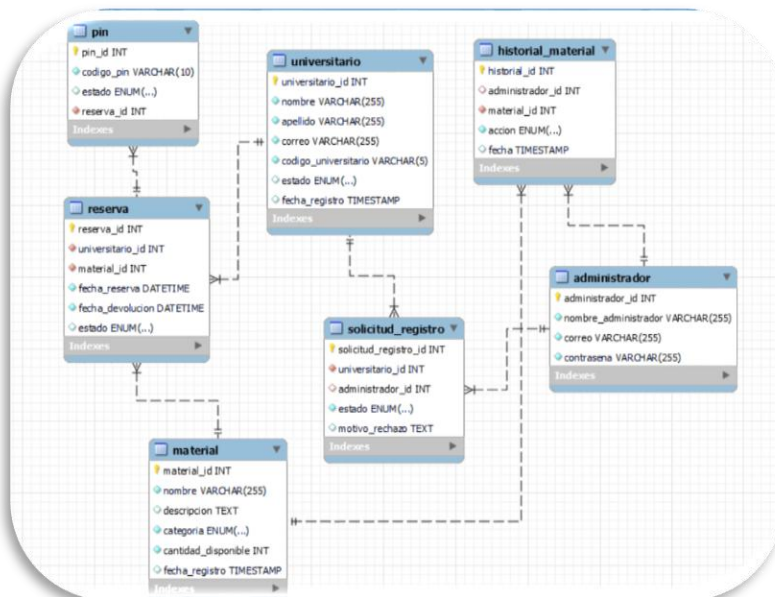 pin
pin_id INT
codigo_pin VARCHAR(10)
estado ENUM(...)
reserva_id INT
Indexes
universitario
universitario_id INT
nombre VARCHAR(255)
apellido VARCHAR(255)
correo VARCHAR(255)
codigo_universitario VARCHAR(5)
estado ENUM(...)
fecha_registro TIMESTAMP
Indexes
historial_material
historial_id INT
administrador_id INT
material_id INT
accion ENUM(...)
fecha TIMESTAMP
Indexes
reserva
reserva_id INT
universitario_id INT
material_id INT
fecha_reserva DATETIME
fecha_devolucion DATETIME
estado ENUM(...)
Indexes
administrador
administrador_id INT
nombre_administrador VARCHAR(255)
correo VARCHAR(255)
contrasena VARCHAR(255)
Indexes
solicitud_registro
solicitud_registro_id INT
universitario_id INT
administrador_id INT
estado ENUM(...)
motivo_rechazo TEXT
Indexes
material
material_id INT
nombre VARCHAR(255)
descripcion TEXT
categoria ENUM(...)
cantidad_disponible INT
fecha_registro TIMESTAMP
Indexes